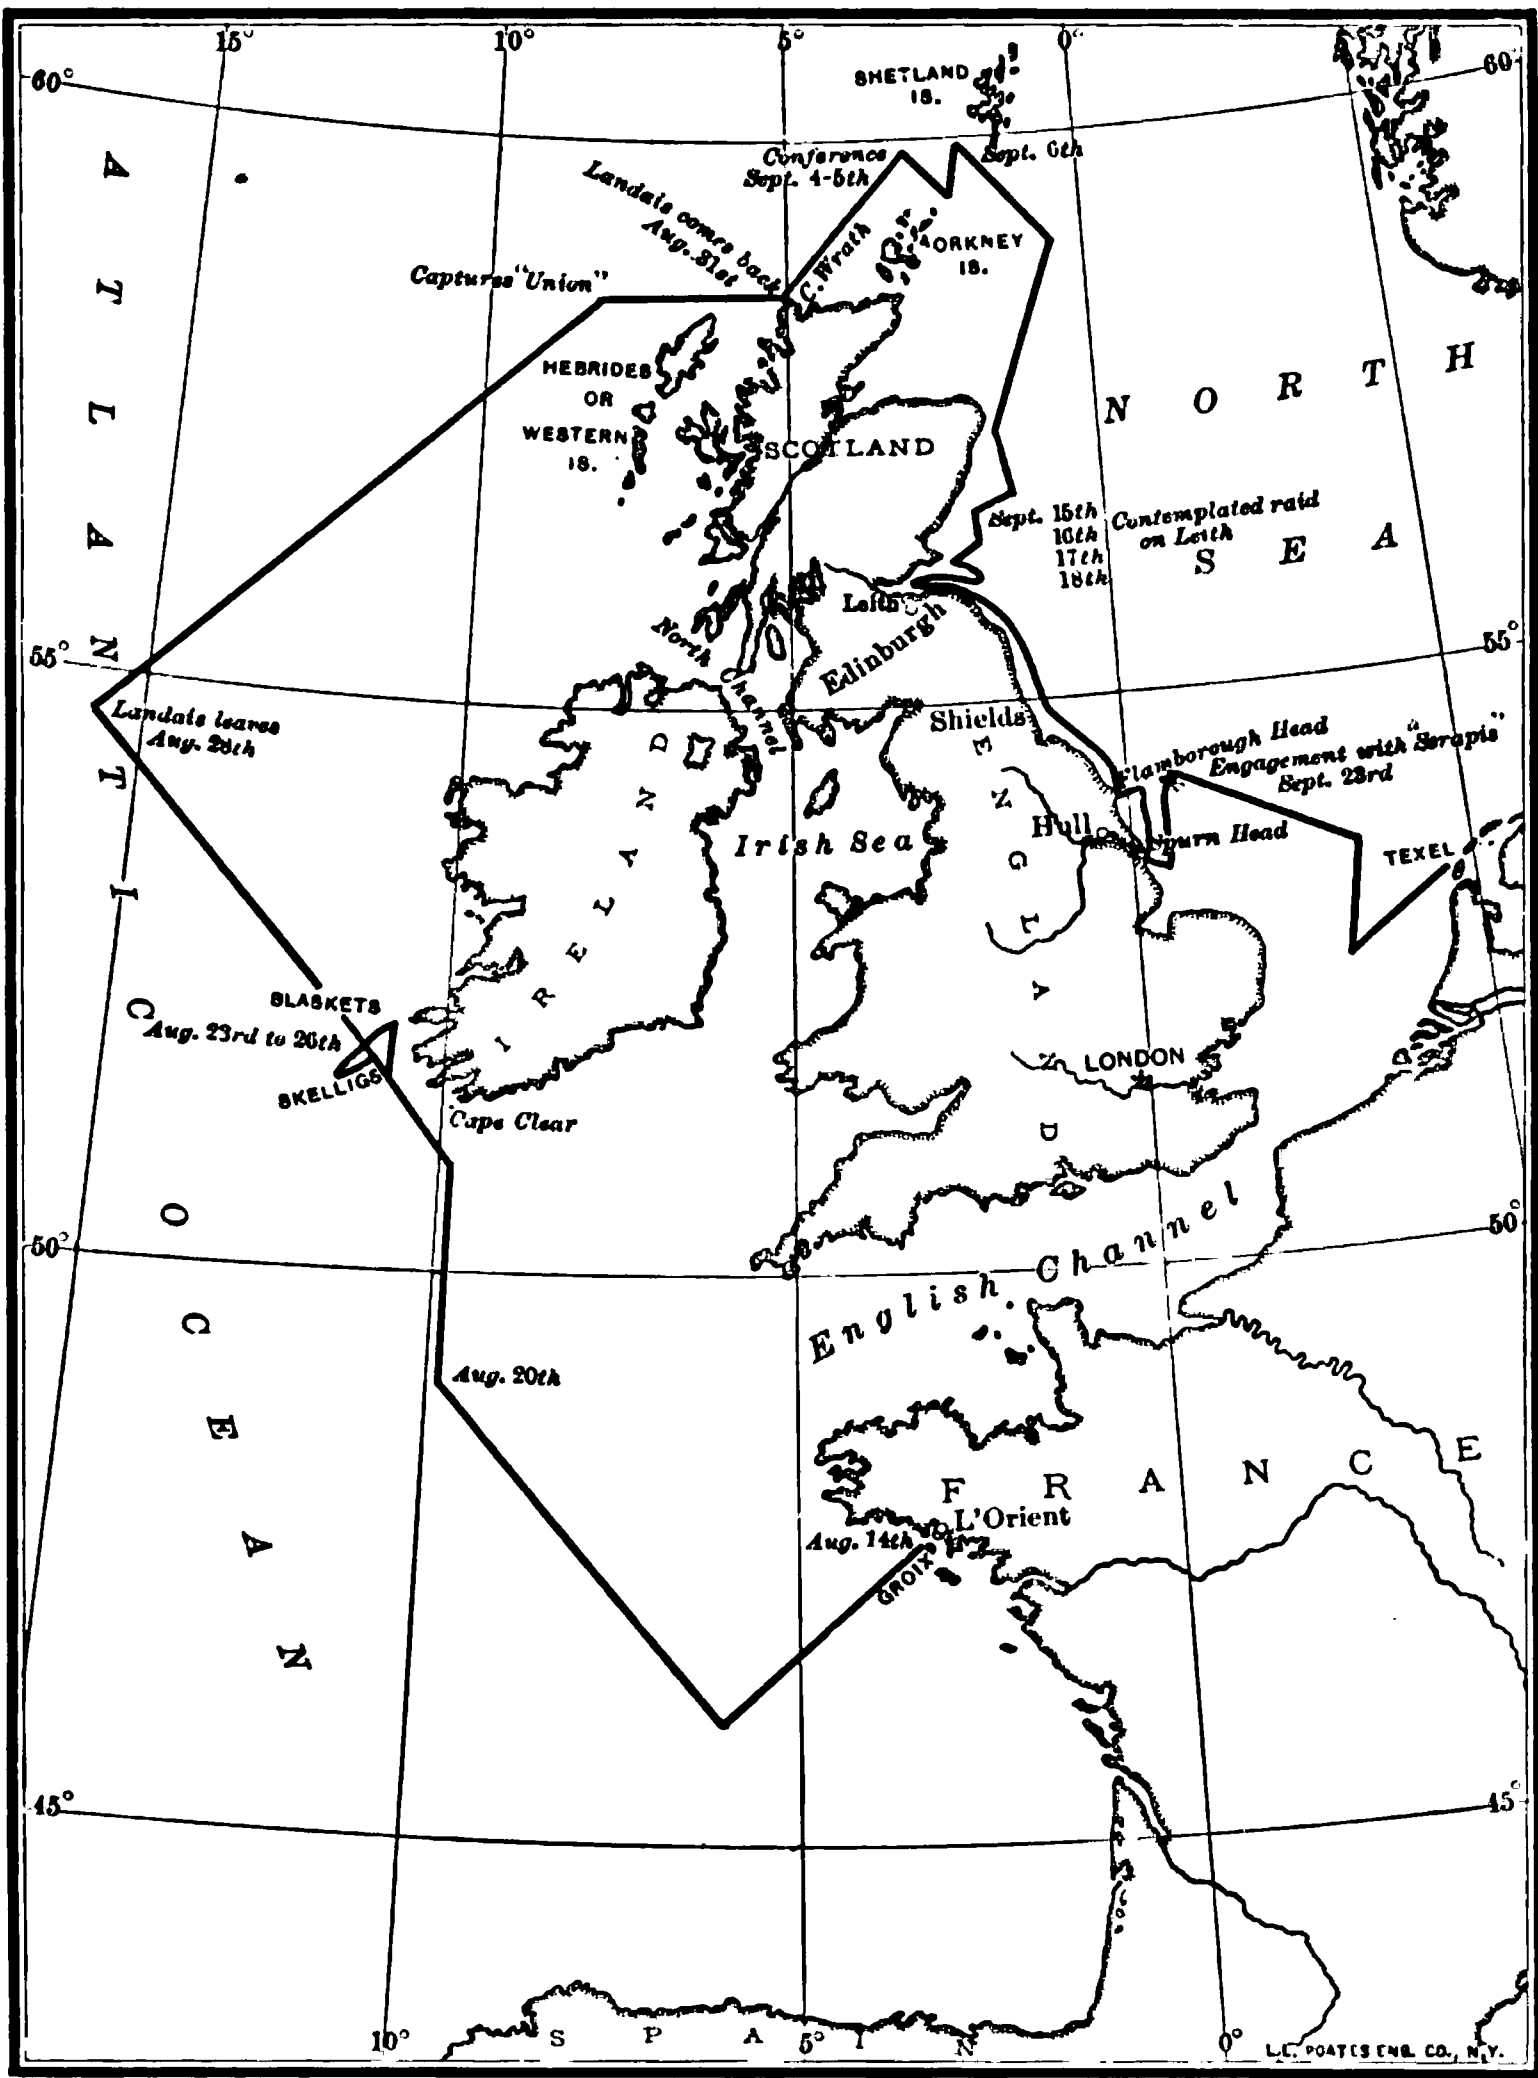 15° 10° 5° 0°
60° 60°
SHETLAND
IS.
Conference
Sept. 4-5th
Sept. 6th
Landais comes back
Aug. 31st
C. Wrath
ORKNEY
IS.
Captures "Union"
HEBRIDES
OR
WESTERN
IS.
SCOTLAND
NORTH
SEA
Sept. 15th
16th
17th
18th
Contemplated raid
on Leith
Leith
Edinburgh
North Channel
55° 55°
Landais leaves
Aug. 26th
Shields
Flamborough Head
Engagement with "Serapis"
Sept. 23rd
Hull
Spurn Head
TEXEL
Irish Sea
IRELAND
ENGLAND
BLASKETS
Aug. 23rd to 26th
SKELLIGS
Cape Clear
LONDON
ATLANTIC
OCEAN
50° 50°
English Channel
Aug. 20th
FRANCE
L'Orient
Aug. 14th
GROIX
45° 45°
SPAIN
10° 5° 0°
L.L. POATES ENG. CO., N.Y.